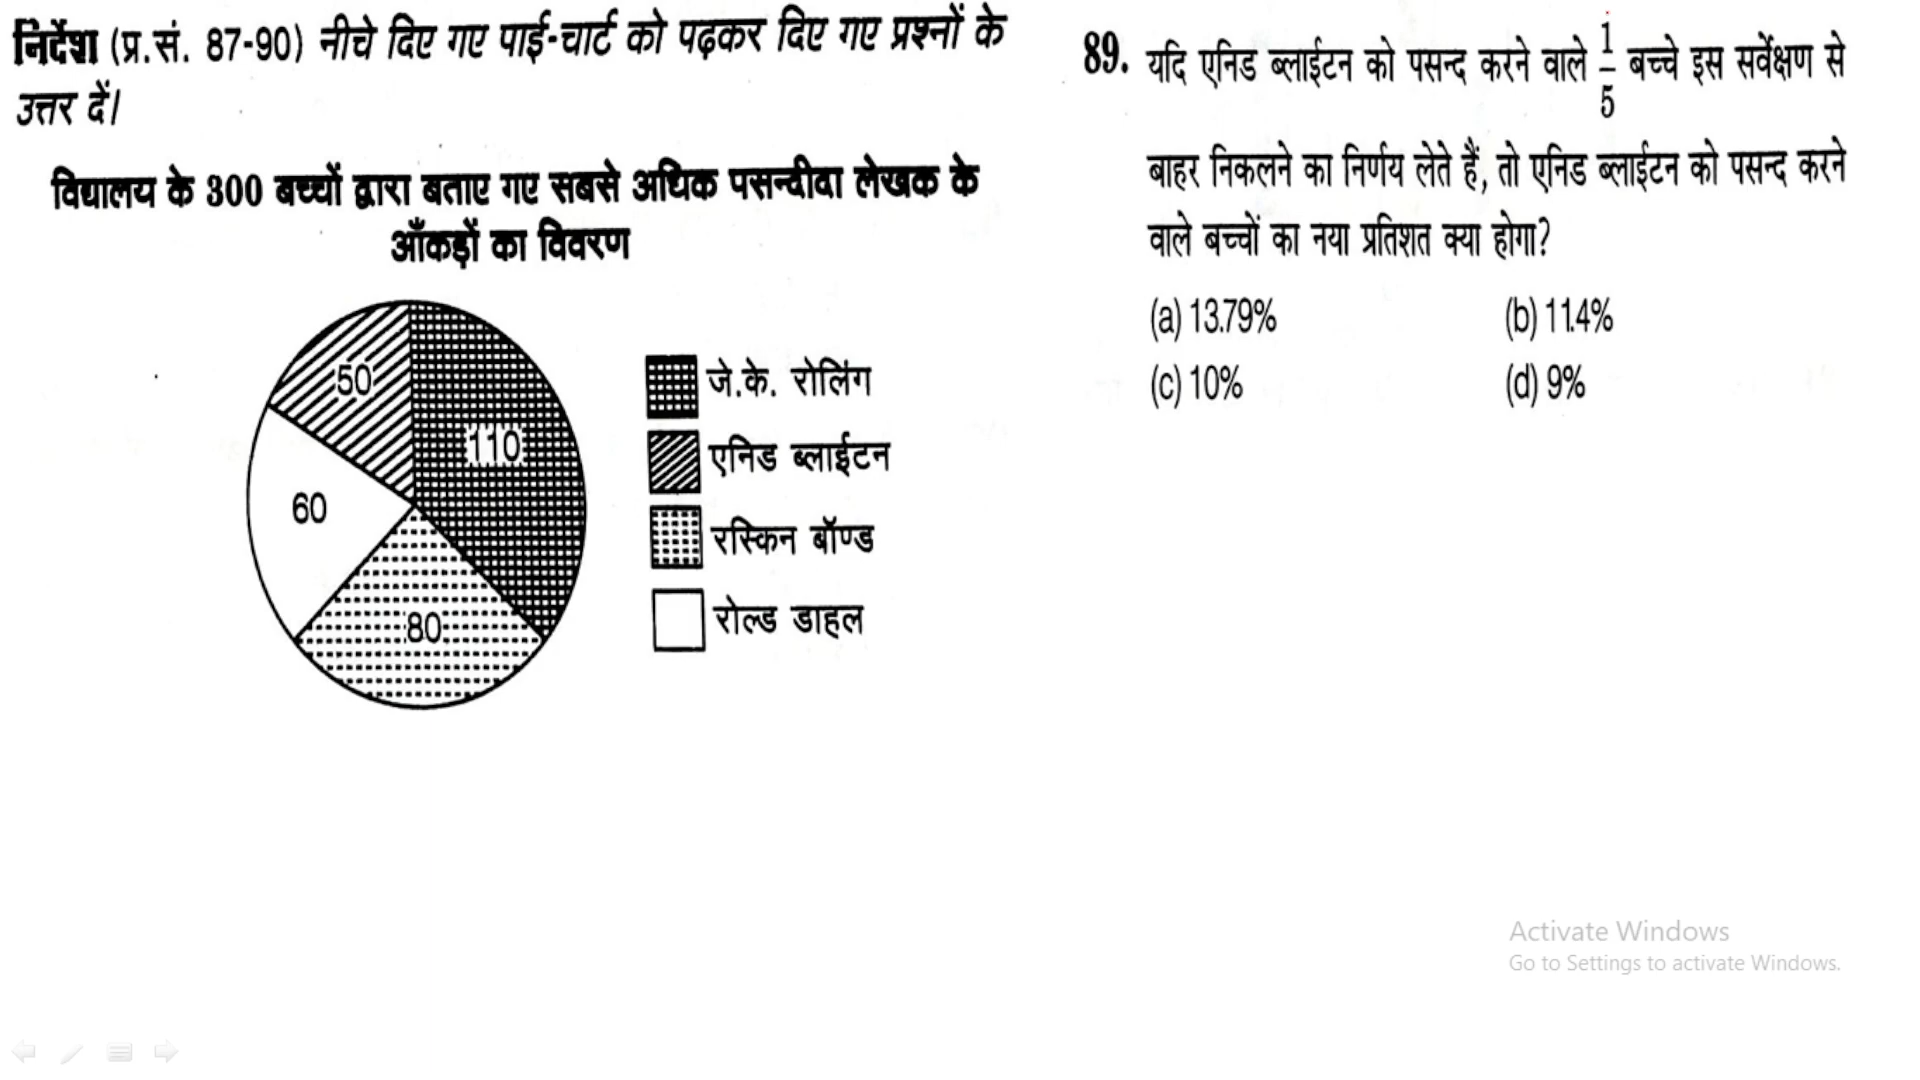 निर्देश (प्र.सं. 87-90) नीचे दिए गए पाई-चार्ट को पढ़कर दिए गए प्रश्नों के
उत्तर दें।
विद्यालय के 300 बच्चों द्वारा बताए गए सबसे अधिक पसन्दीदा लेखक के
आँकड़ों का विवरण
50
110
60
80
जे.के. रोलिंग
एनिड ब्लाईटन
रस्किन बॉण्ड
रोल्ड डाहल
89. यदि एनिड ब्लाईटन को पसन्द करने वाले 1/5 बच्चे इस सर्वेक्षण से
बाहर निकलने का निर्णय लेते हैं, तो एनिड ब्लाईटन को पसन्द करने
वाले बच्चों का नया प्रतिशत क्या होगा?
(a) 13.79% (b) 11.4%
(c) 10% (d) 9%
Activate Windows
Go to Settings to activate Windows.